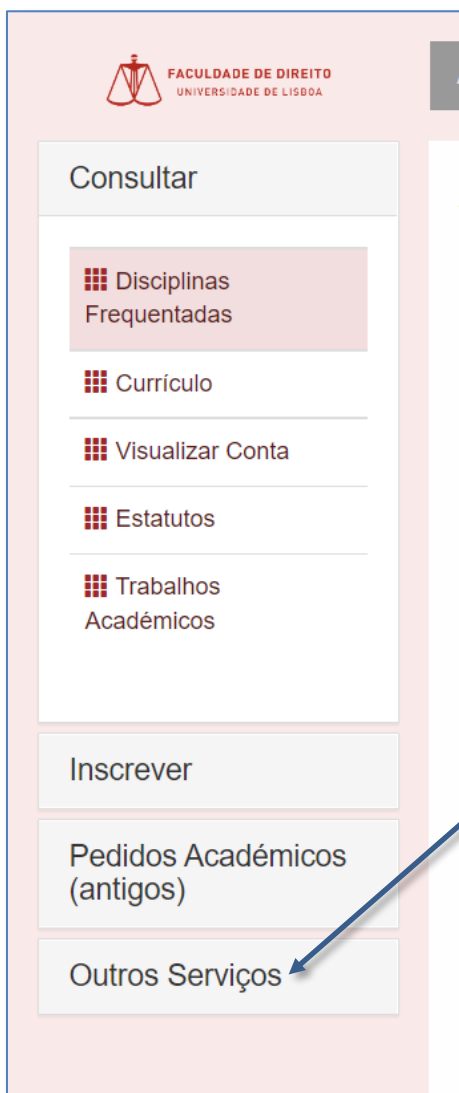 FACULDADE DE DIREITO
UNIVERSIDADE DE LISBOA
Consultar
Disciplinas
Frequentadas
Currículo
Visualizar Conta
Estatutos
Trabalhos
Académicos
Inscrever
Pedidos Académicos
(antigos)
Outros Serviços